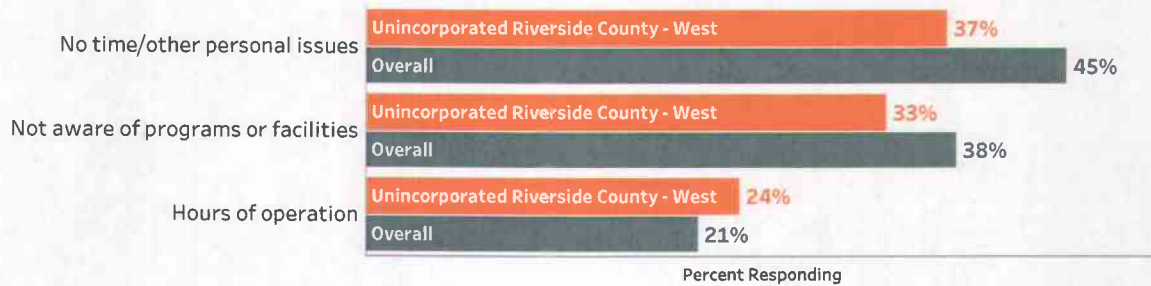 No time/other personal issues
Unincorporated Riverside County - West
37%
Overall
45%
Not aware of programs or facilities
Unincorporated Riverside County - West
33%
Overall
38%
Hours of operation
Unincorporated Riverside County - West
24%
Overall
21%
Percent Responding